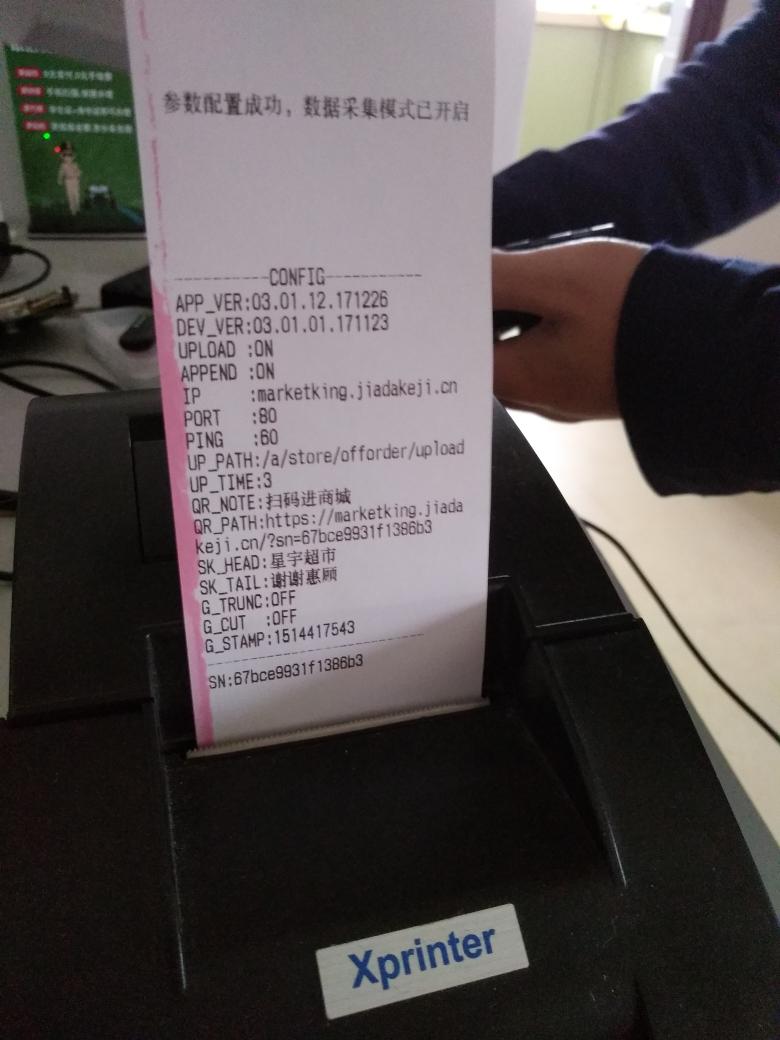 参数配置成功，数据采集模式已开启
----------CONFIG----------
APP_VER:03.01.12.171226
DEV_VER:03.01.01.171123
UPLOAD :ON
APPEND :ON
IP     :marketking.jiadakeji.cn
PORT   :80
PING   :60
UP_PATH:/a/store/offorder/upload
UP_TIME:3
QR_NOTE:扫码进商城
QR_PATH:https://marketking.jiada
keji.cn/?sn=67bce9931f1386b3
SK_HEAD:星宇超市
SK_TAIL:谢谢惠顾
G_TRUNC:OFF
G_CUT  :OFF
G_STAMP:1514417543
--------------------------
SN:67bce9931f1386b3
Xprinter